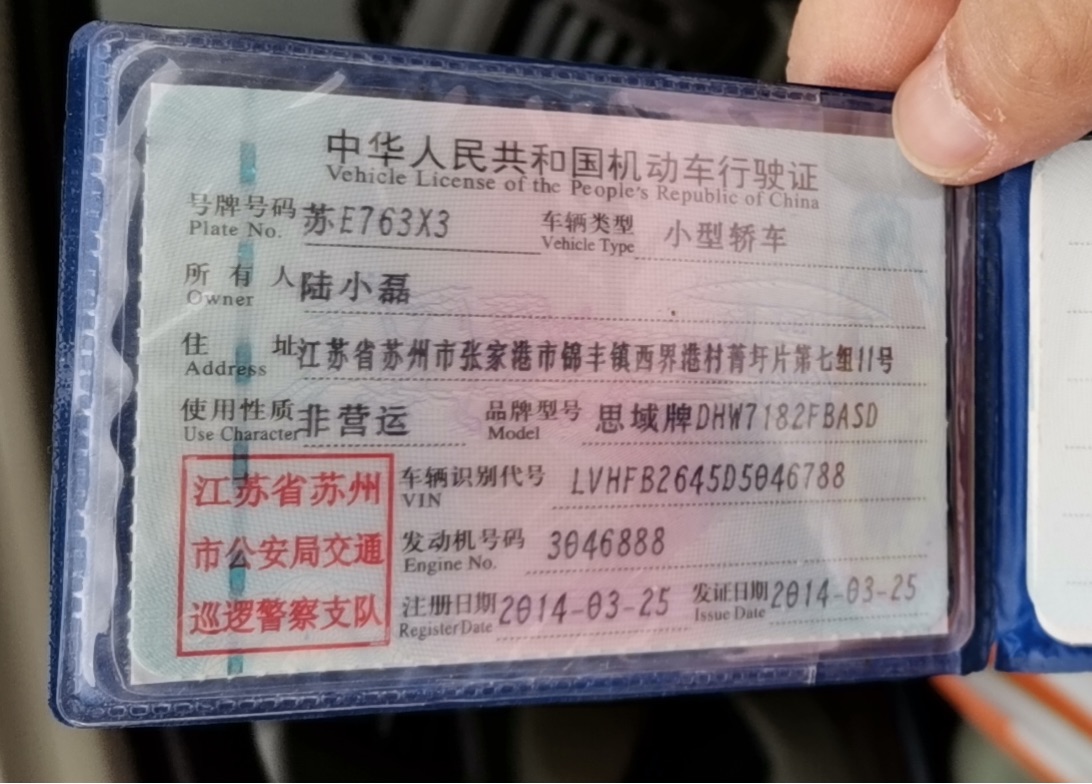 中华人民共和国机动车行驶证
Vehicle License of the People's Republic of China
号牌号码 苏E763X3 车辆类型 小型轿车
Plate No. Vehicle Type
所有人 陆小磊
Owner
住址 江苏省苏州市张家港市锦丰镇西界港村菁圩片第七组11号
Address
使用性质 非营运 品牌型号 思域牌DHW7182FBASD
Use Character Model
江苏省苏州
市公安局交通
巡逻警察支队
车辆识别代号 LVHFB2645D5046788
VIN
发动机号码 3046888
Engine No.
注册日期 2014-03-25 发证日期 2014-03-25
Register Date Issue Date